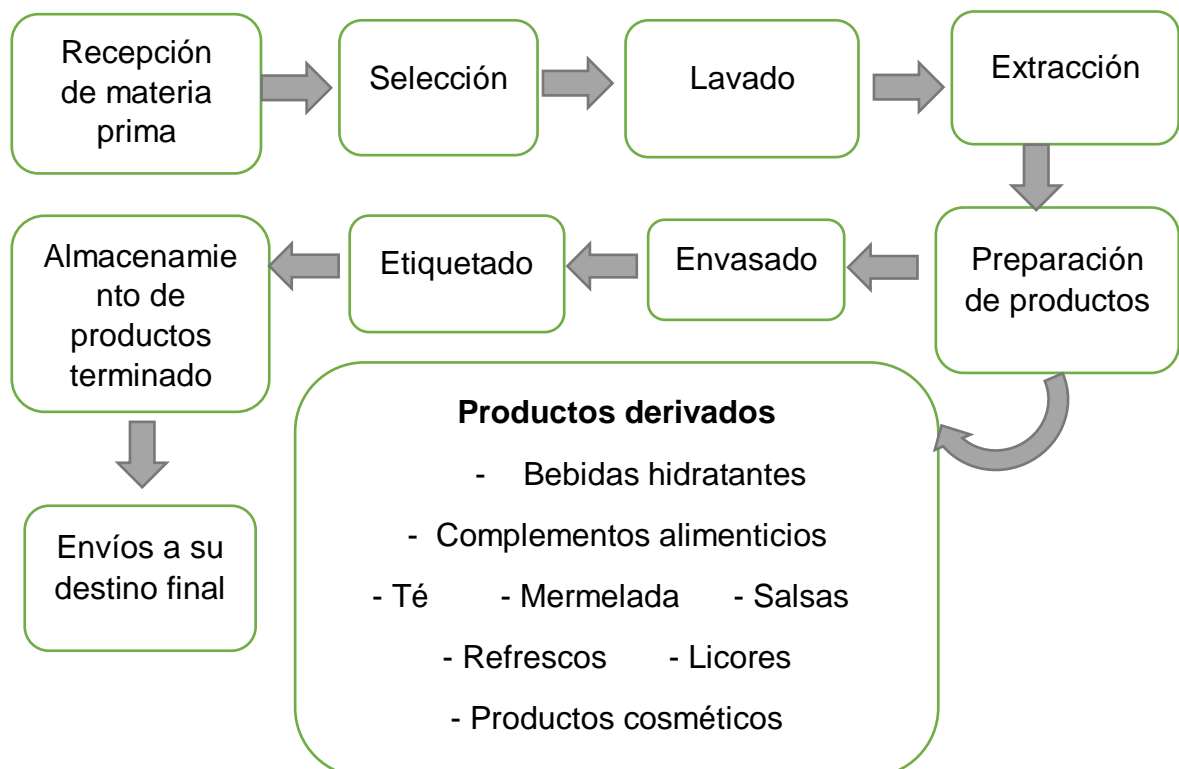 Recepción
de materia
prima
Selección
Lavado
Extracción
Preparación
de productos
Envasado
Etiquetado
Almacenamie
nto de
productos
terminado
Envíos a su
destino final
Productos derivados
- Bebidas hidratantes
- Complementos alimenticios
- Té - Mermelada - Salsas
- Refrescos - Licores
- Productos cosméticos